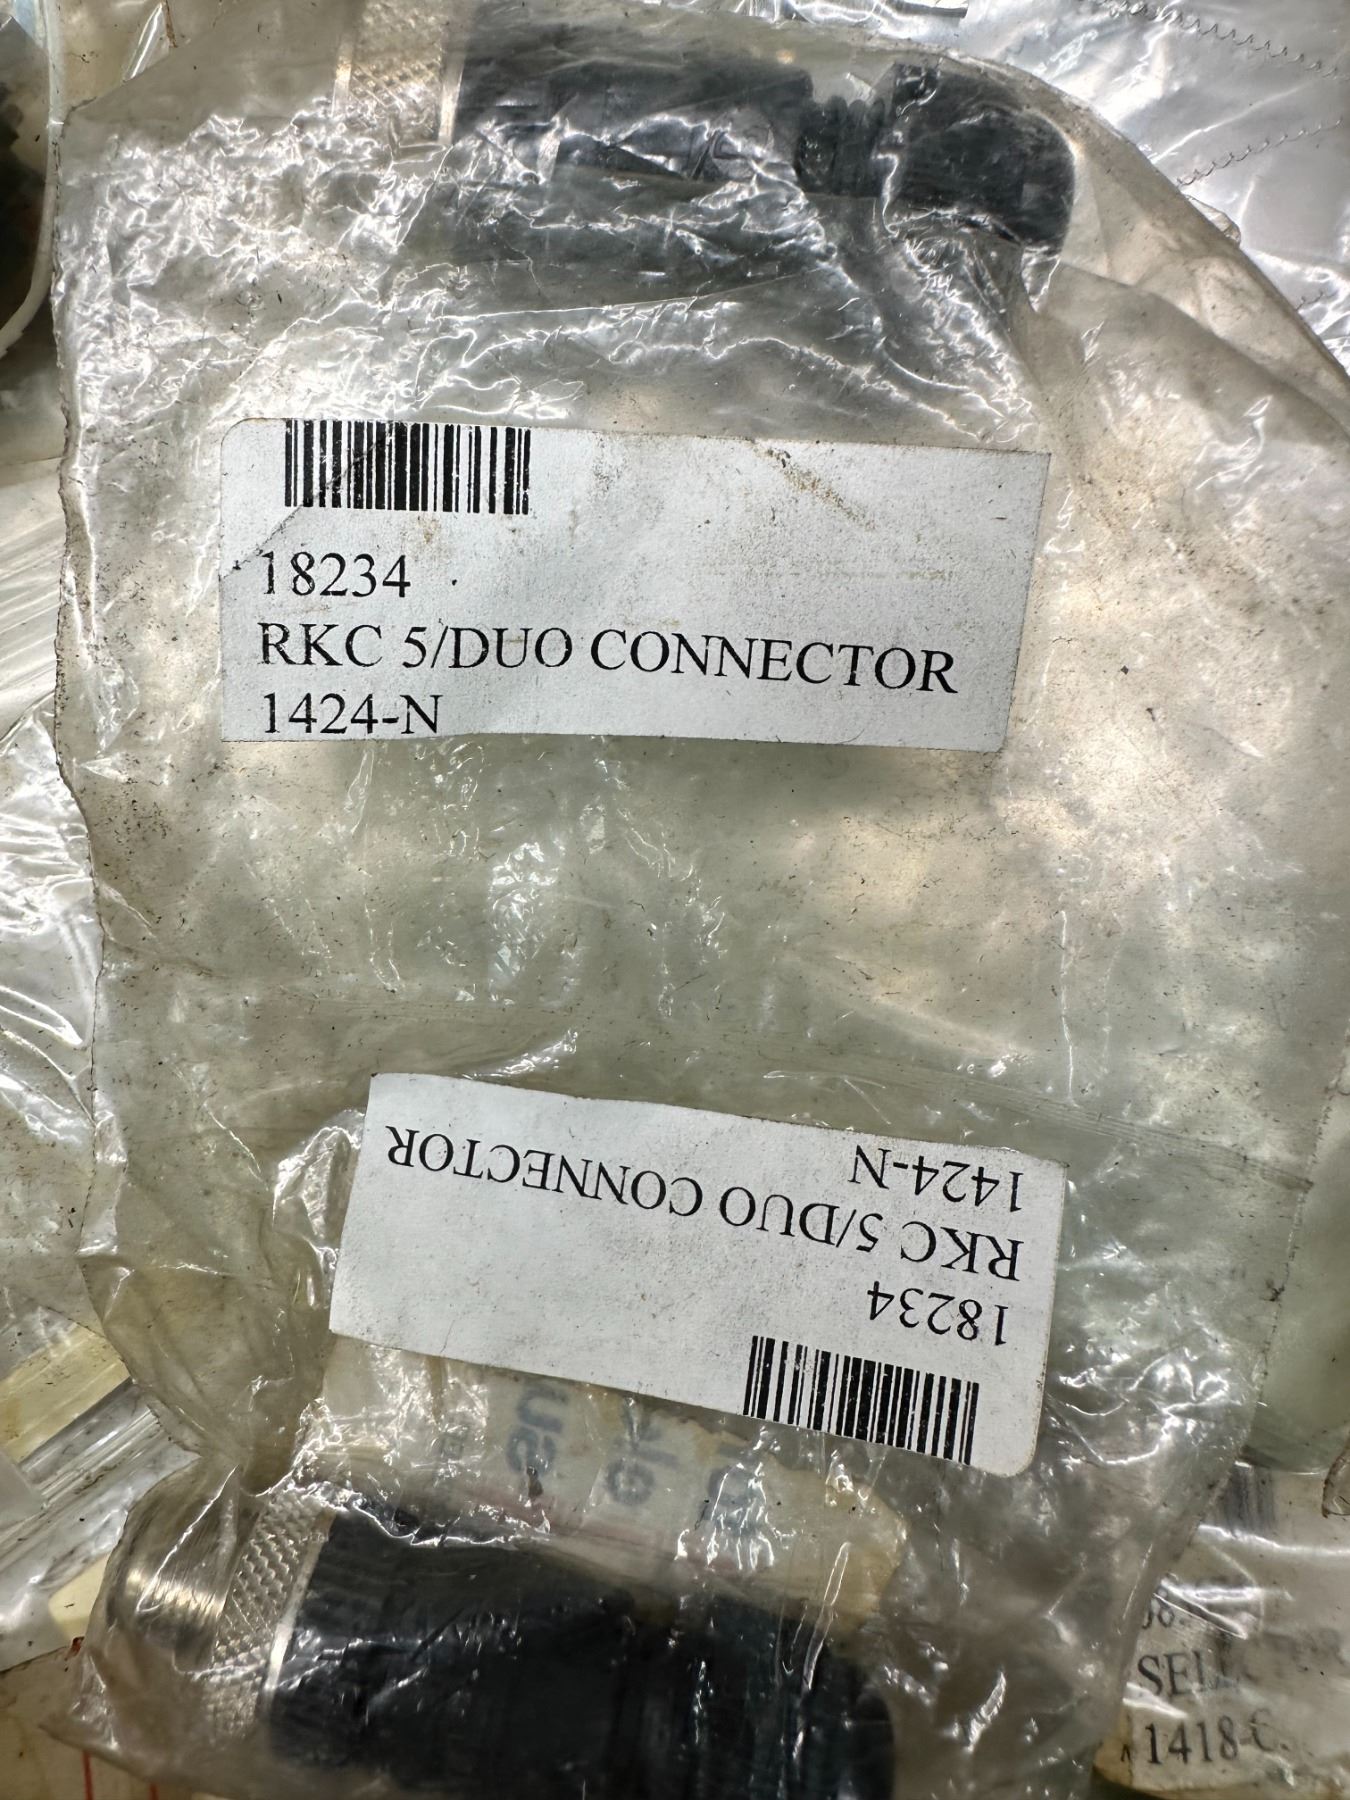 18234
RKC 5/DUO CONNECTOR
1424-N
18234
RKC 5/DUO CONNECTOR
1424-N